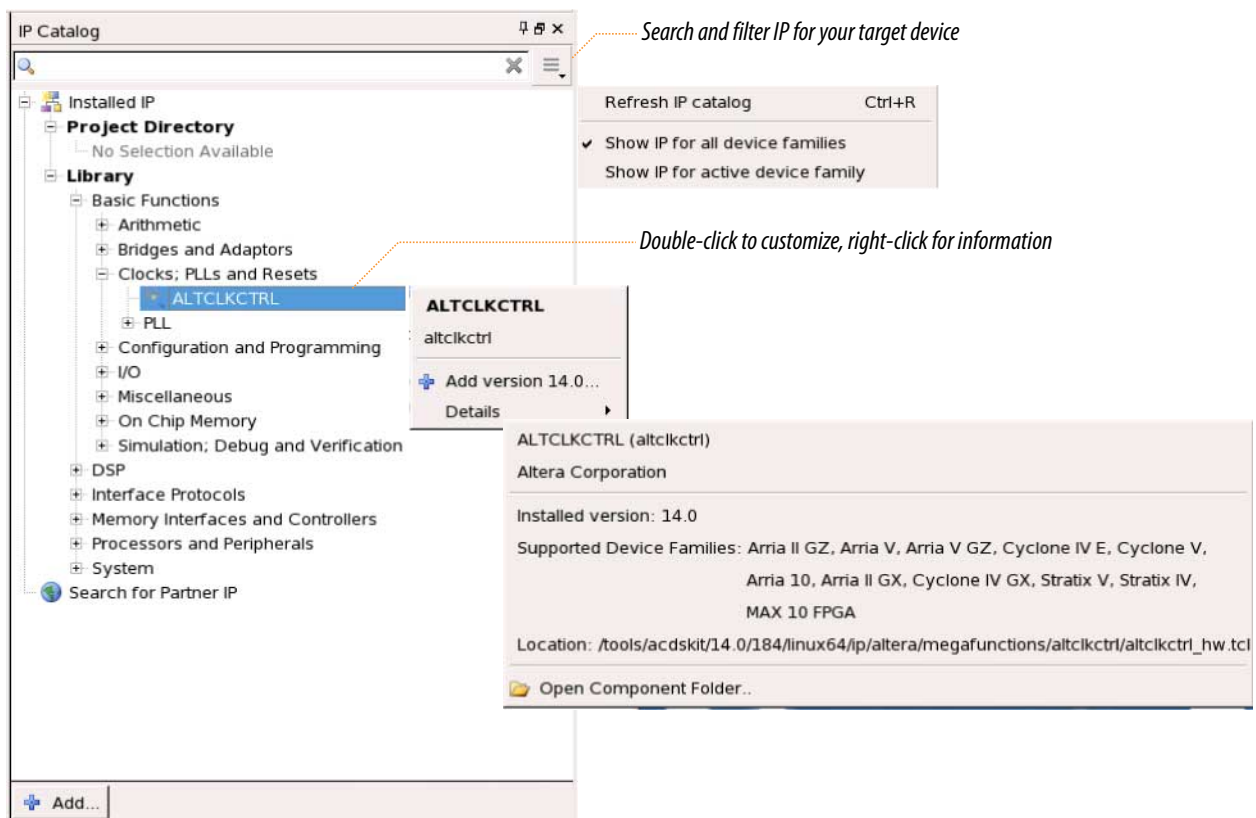 IP Catalog
Search and filter IP for your target device
Installed IP
Project Directory
No Selection Available
Library
Basic Functions
Arithmetic
Bridges and Adaptors
Clocks; PLLs and Resets
ALTCLKCTRL
PLL
Configuration and Programming
I/O
Miscellaneous
On Chip Memory
Simulation; Debug and Verification
DSP
Interface Protocols
Memory Interfaces and Controllers
Processors and Peripherals
System
Search for Partner IP
Add...
Refresh IP catalog Ctrl+R
Show IP for all device families
Show IP for active device family
Double-click to customize, right-click for information
ALTCLKCTRL
altclkctrl
Add version 14.0...
Details
ALTCLKCTRL (altclkctrl)
Altera Corporation
Installed version: 14.0
Supported Device Families: Arria II GZ, Arria V, Arria V GZ, Cyclone IV E, Cyclone V,
Arria 10, Arria II GX, Cyclone IV GX, Stratix V, Stratix IV,
MAX 10 FPGA
Location: /tools/acdskit/14.0/184/linux64/ip/altera/megafunctions/altclkctrl/altclkctrl_hw.tcl
Open Component Folder..